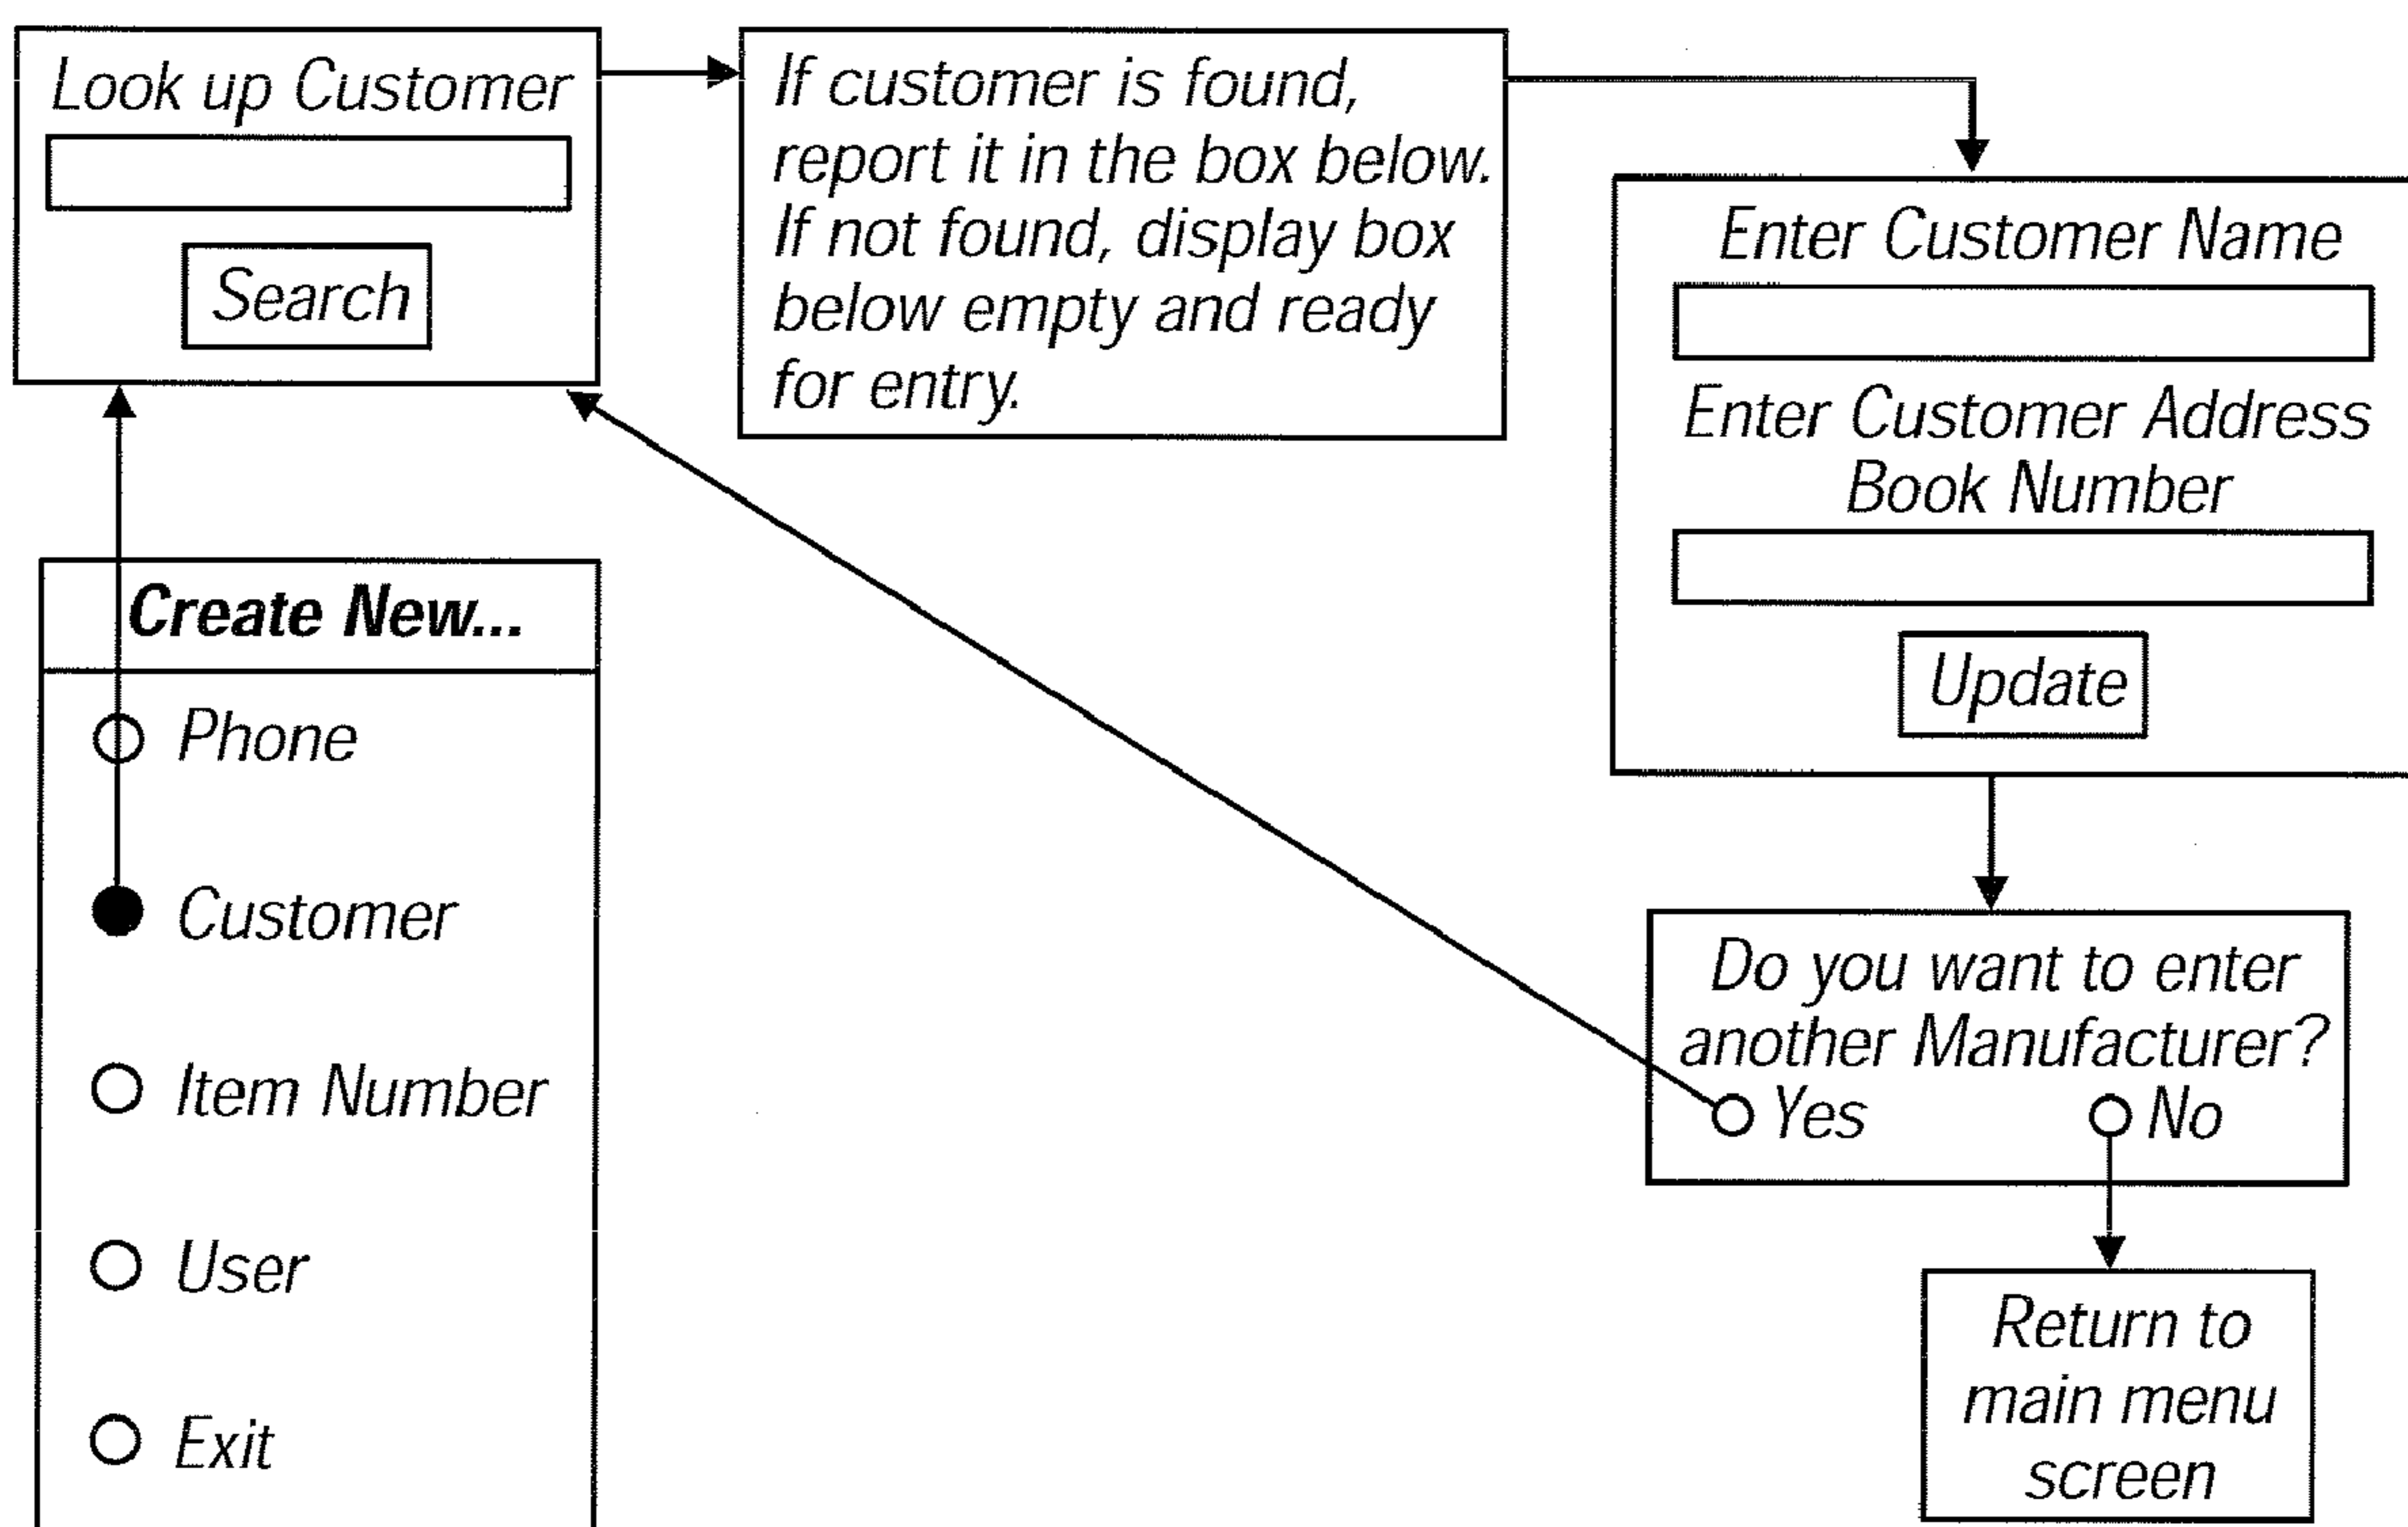 Look up Customer
Search
If customer is found,
report it in the box below.
If not found, display box
below empty and ready
for entry.
Enter Customer Name
Enter Customer Address
Book Number
Update
Create New...
Phone
Customer
Item Number
User
Exit
Do you want to enter
another Manufacturer?
Yes No
Return to
main menu
screen